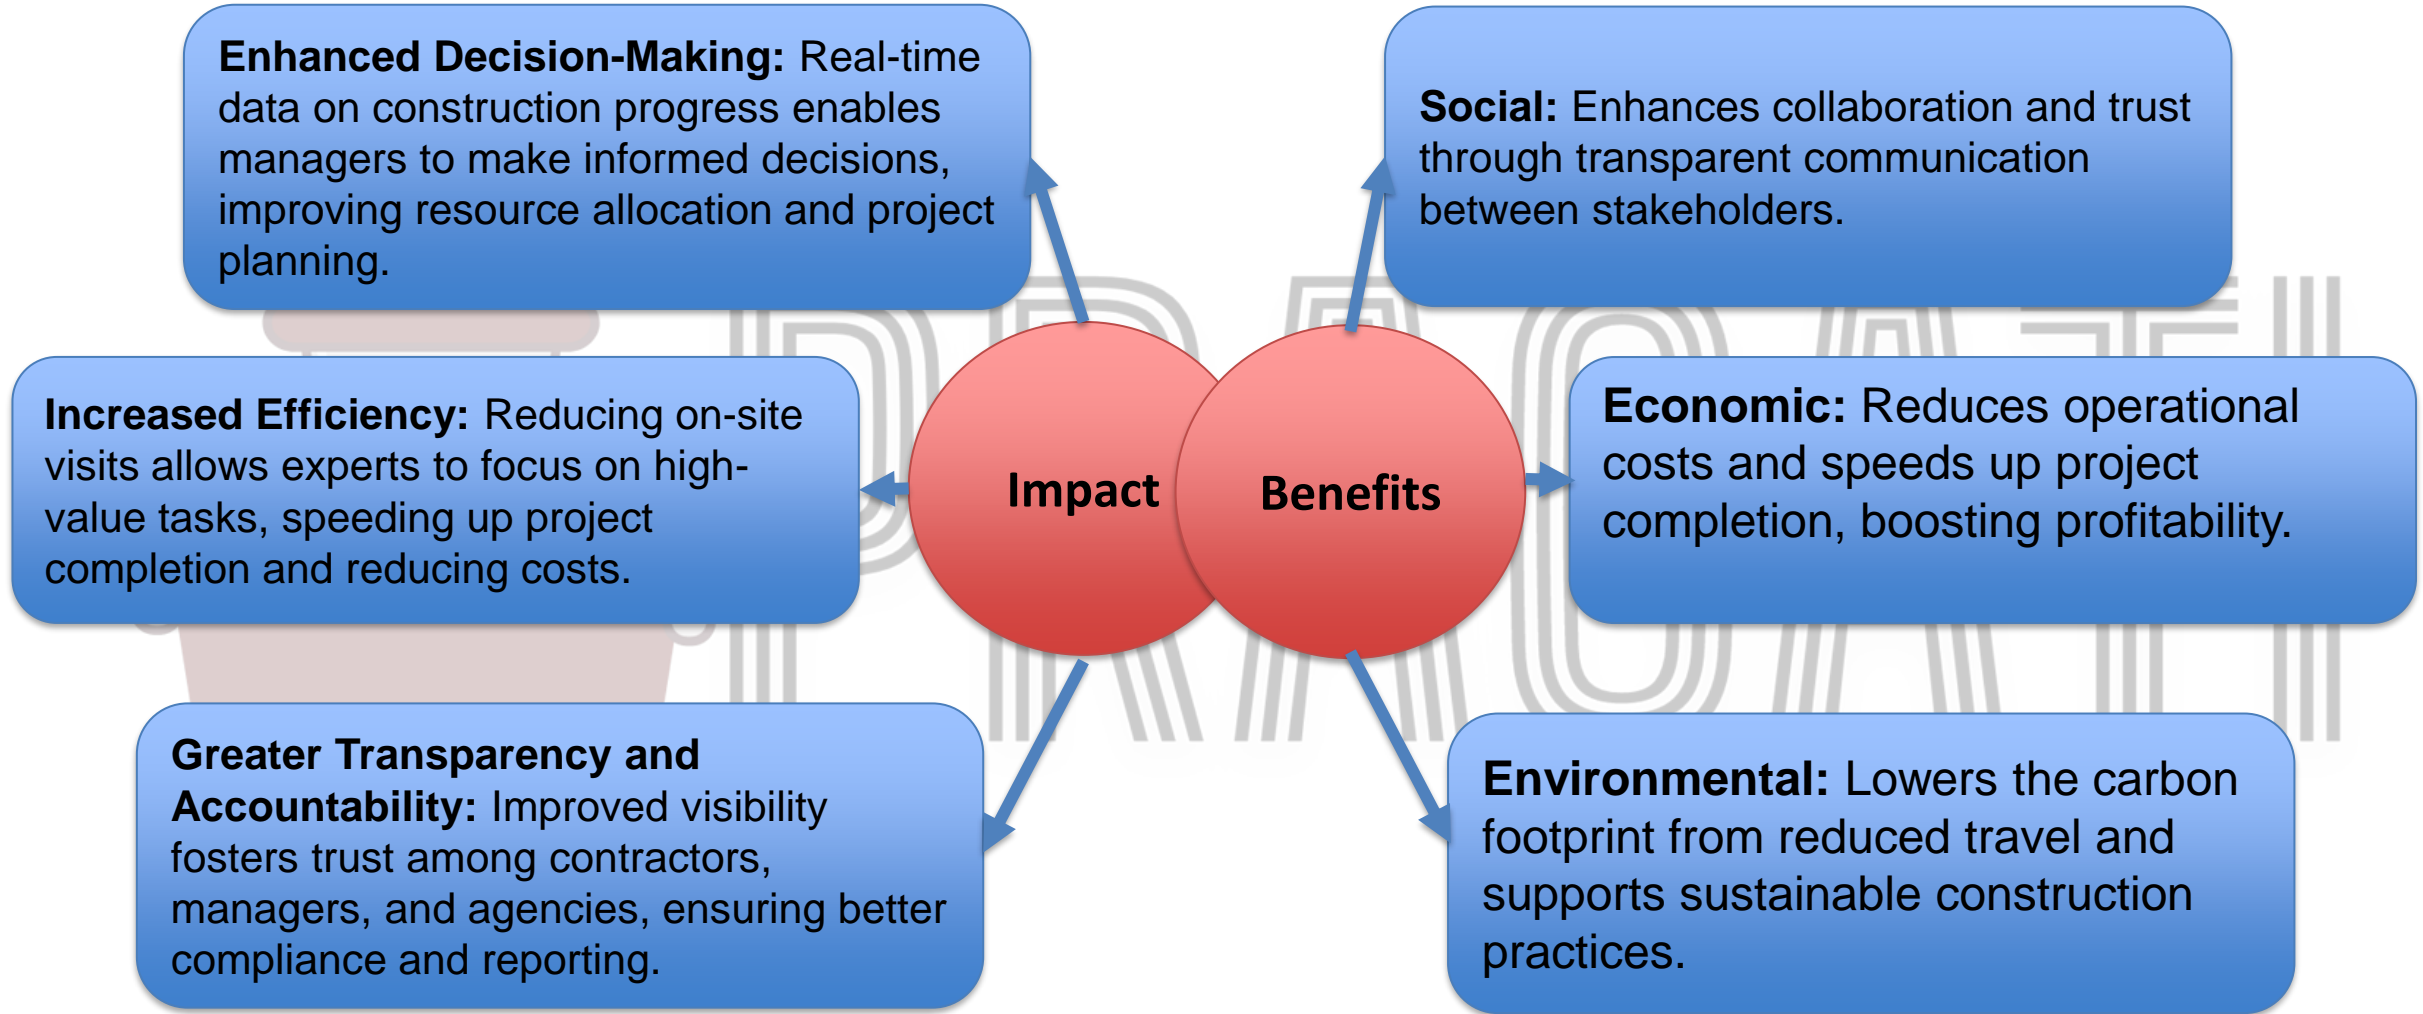 Enhanced Decision-Making: Real-time
data on construction progress enables
managers to make informed decisions,
improving resource allocation and project
planning.
Increased Efficiency: Reducing on-site
visits allows experts to focus on high-
value tasks, speeding up project
completion and reducing costs.
Greater Transparency and
Accountability: Improved visibility
fosters trust among contractors,
managers, and agencies, ensuring better
compliance and reporting.
Impact
Benefits
Social: Enhances collaboration and trust
through transparent communication
between stakeholders.
Economic: Reduces operational
costs and speeds up project
completion, boosting profitability.
Environmental: Lowers the carbon
footprint from reduced travel and
supports sustainable construction
practices.
PRAGATI